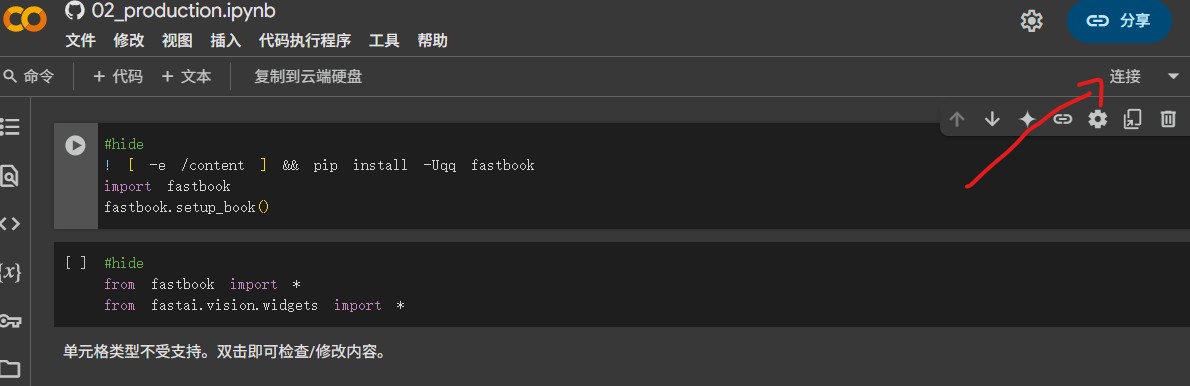 02_production.ipynb
文件 修改 视图 插入 代码执行程序 工具 帮助
分享
命令 + 代码 + 文本 复制到云端硬盘 连接
#hide
! [ -e /content ] && pip install -Uqq fastbook
import fastbook
fastbook.setup_book()
[ ] #hide
from fastbook import *
from fastai.vision.widgets import *
单元格类型不受支持。双击即可检查/修改内容。